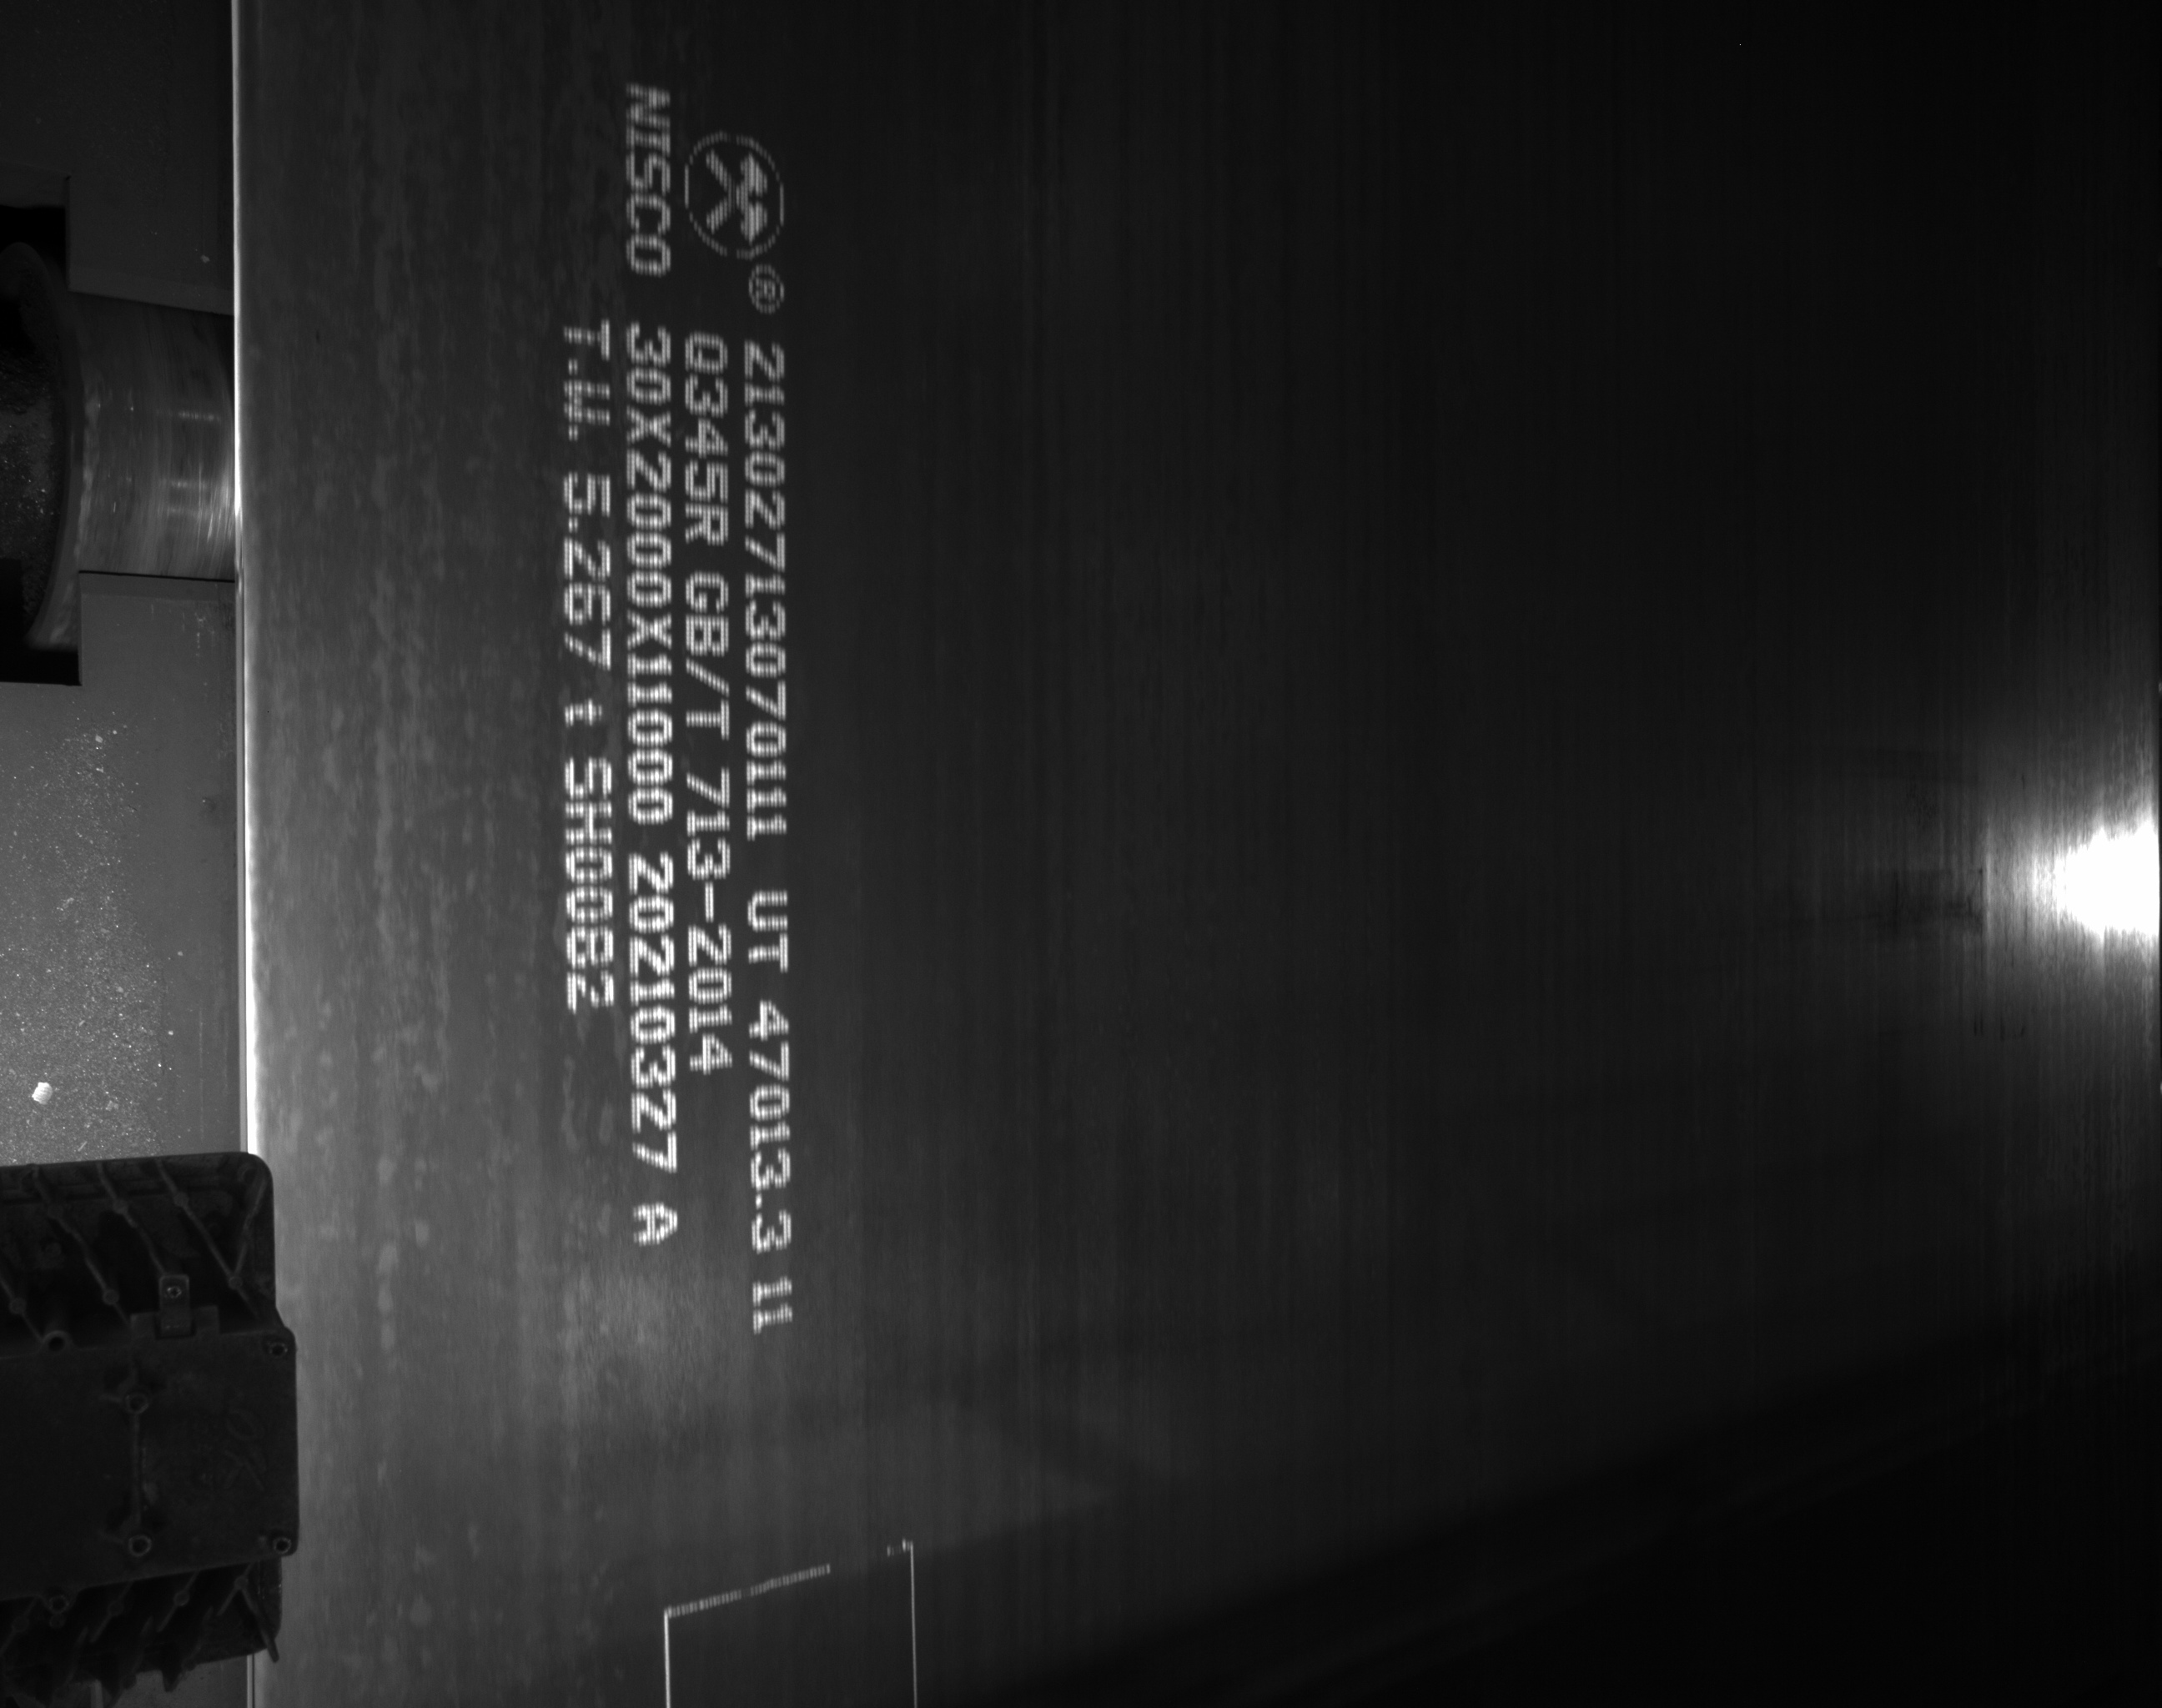 ® 21302713070111 UT 47013.3 11
Q345R GB/T 713-2014
NISCO 30X2000X11000 20210327 A
T.W. 5.267 t SH0082